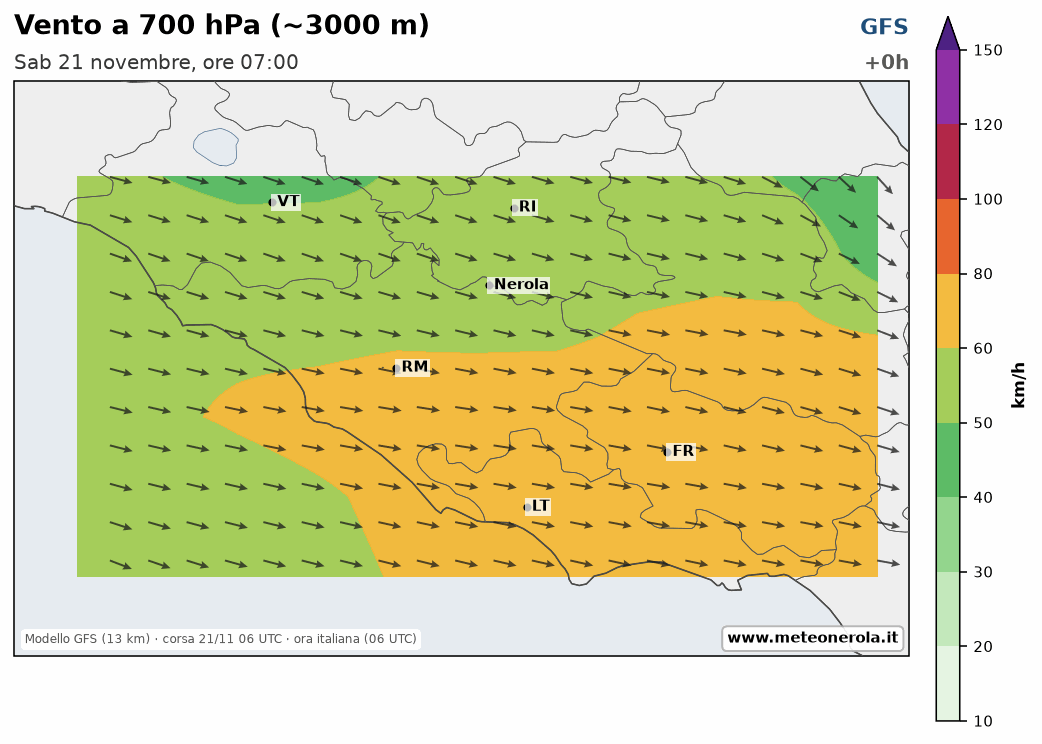 Vento a 700 hPa (~3000 m)
GFS
Sab 21 novembre, ore 07:00
+0h
VT
RI
Nerola
RM
FR
LT
Modello GFS (13 km) · corsa 21/11 06 UTC · ora italiana (06 UTC)
www.meteonerola.it
150
120
100
80
60
50
40
30
20
10
km/h